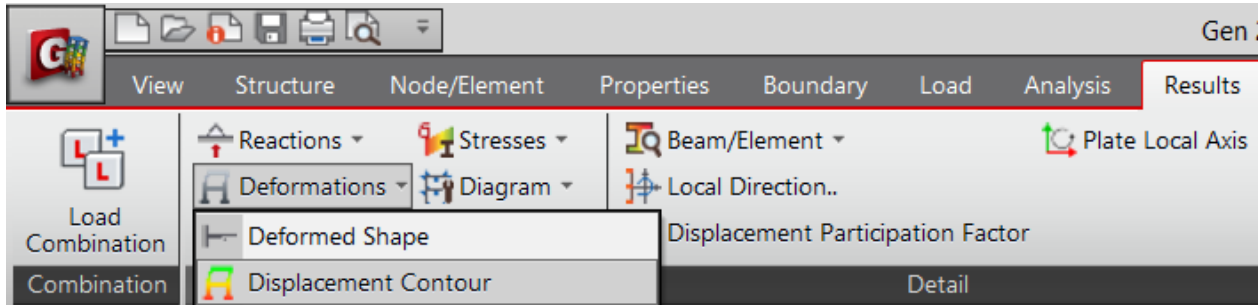 Gen 2
View Structure Node/Element Properties Boundary Load Analysis Results
Reactions Stresses Beam/Element Plate Local Axis
Deformations Diagram Local Direction..
Load
Combination
Deformed Shape Displacement Participation Factor
Displacement Contour
Combination Detail